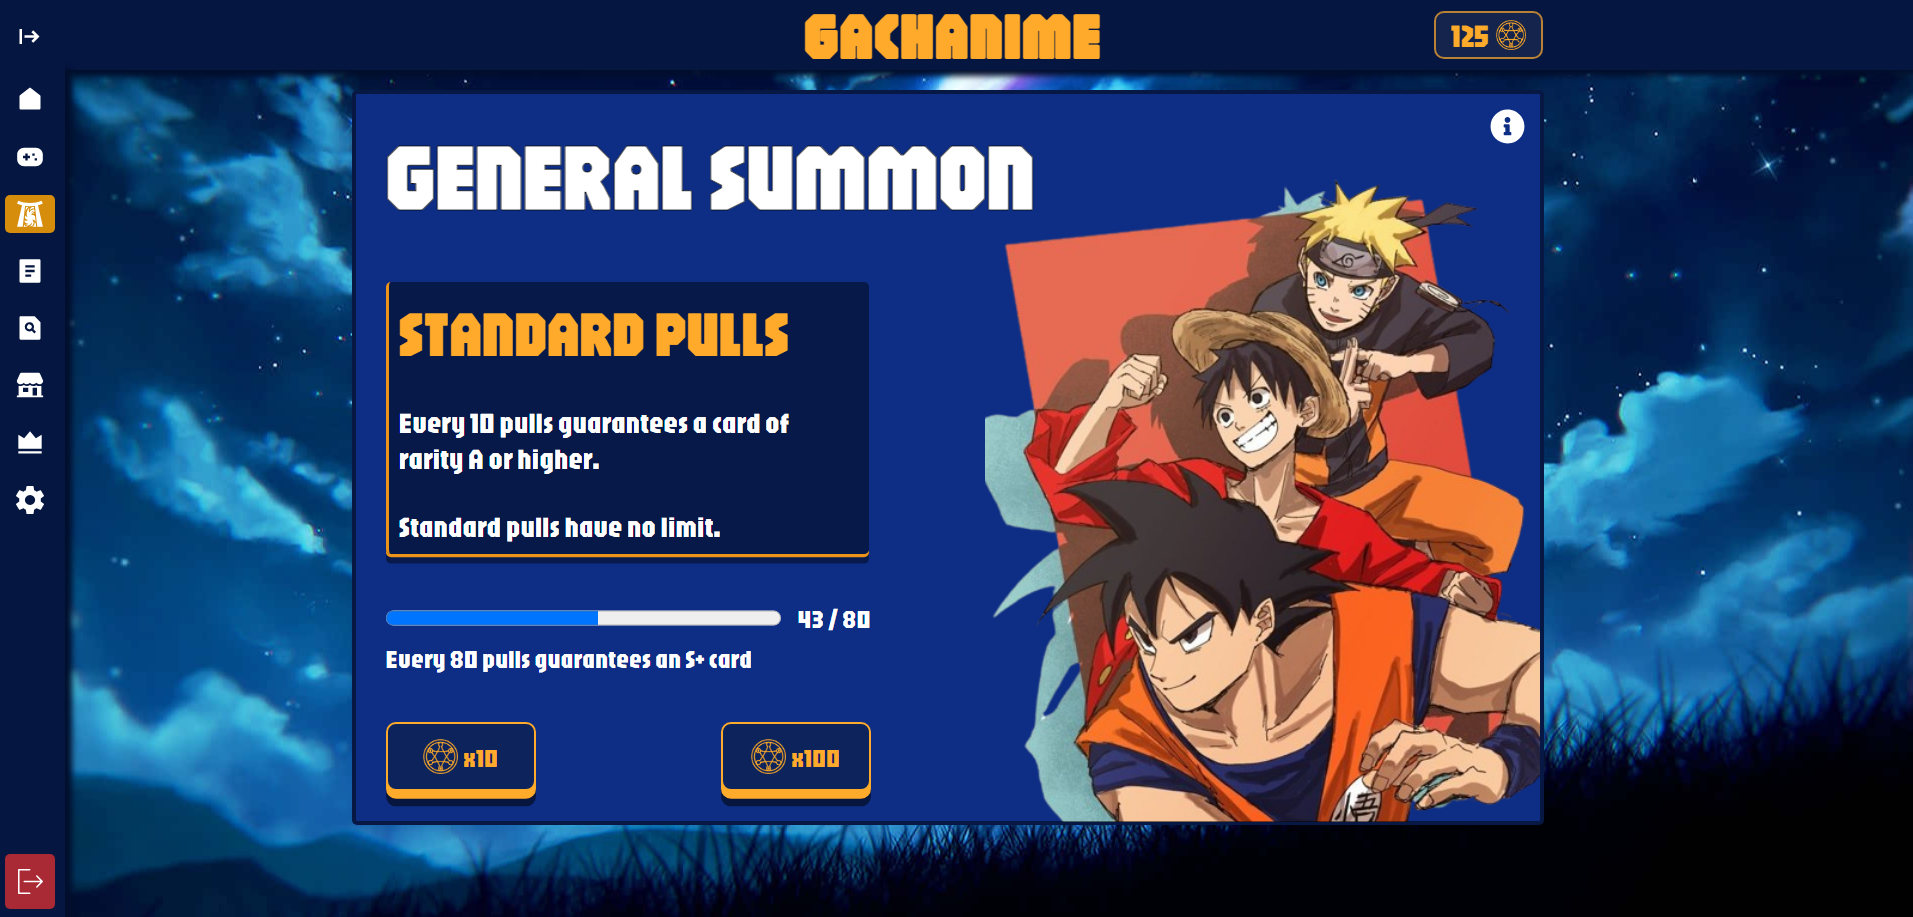 GACHANIME
125
GENERAL SUMMON
STANDARD PULLS
Every 10 pulls guarantees a card of
rarity A or higher.
Standard pulls have no limit.
43 / 80
Every 80 pulls guarantees an S+ card
x10
x100
悟